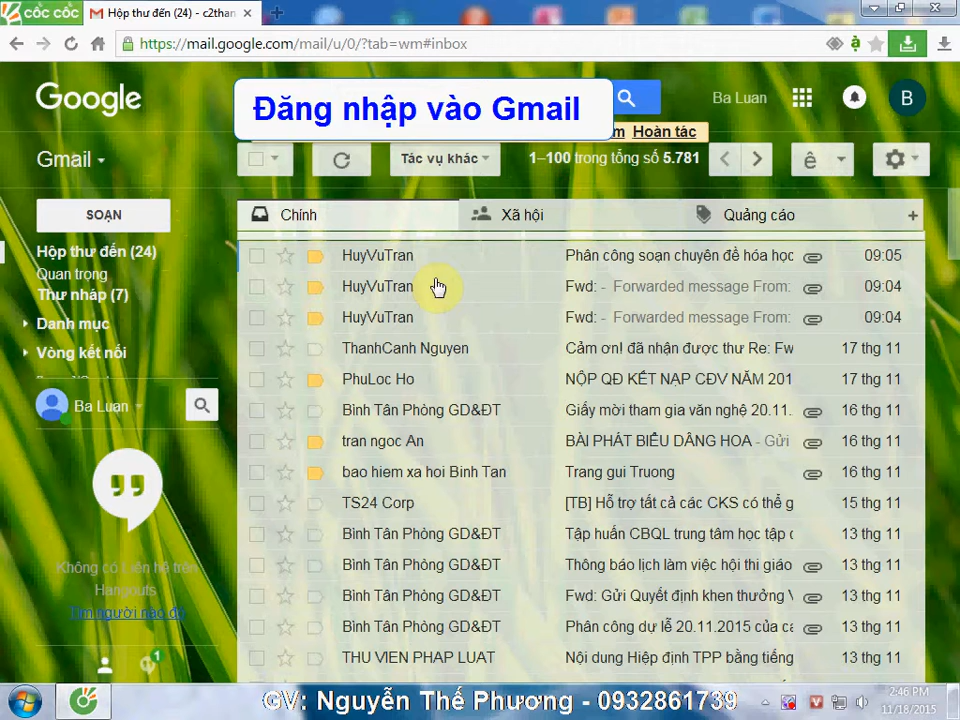 cốc cốc
Hộp thư đến (24) - c2than
https://mail.google.com/mail/u/0/?tab=wm#inbox
Google
Đăng nhập vào Gmail
Ba Luan
B
Hoàn tác
Gmail
Tác vụ khác
1–100 trong tổng số 5.781
ê
SOẠN
Chính
Xã hội
Quảng cáo
+
Hộp thư đến (24)
Quan trọng
Thư nháp (7)
Danh mục
Vòng kết nối
Ba Luan
Không có Liên hệ trên
Hangouts
Tìm người nào đó
1
HuyVuTran Phân công soạn chuyên đề hóa học 09:05
HuyVuTran Fwd: - Forwarded message From: 09:04
HuyVuTran Fwd: - Forwarded message From: 09:04
ThanhCanh Nguyen Cảm ơn! đã nhận được thư Re: Fw 17 thg 11
PhuLoc Ho NỘP QĐ KẾT NẠP CĐV NĂM 201 17 thg 11
Bình Tân Phòng GD&ĐT Giấy mời tham gia văn nghệ 20.11. 16 thg 11
tran ngoc An BÀI PHÁT BIỂU DÂNG HOA - Gửi 16 thg 11
bao hiem xa hoi Binh Tan Trang gui Truong 16 thg 11
TS24 Corp [TB] Hỗ trợ tất cả các CKS có thể g 15 thg 11
Bình Tân Phòng GD&ĐT Tập huấn CBQL trung tâm học tập c 13 thg 11
Bình Tân Phòng GD&ĐT Thông báo lịch làm việc hội thi giáo 13 thg 11
Bình Tân Phòng GD&ĐT Fwd: Gửi Quyết định khen thưởng 13 thg 11
Bình Tân Phòng GD&ĐT Phân công dự lễ 20.11.2015 của cá 13 thg 11
THU VIEN PHAP LUAT Nội dung Hiệp định TPP bằng tiếng 13 thg 11
GV: Nguyễn Thế Phương - 0932861739
2:46 PM
11/18/2015